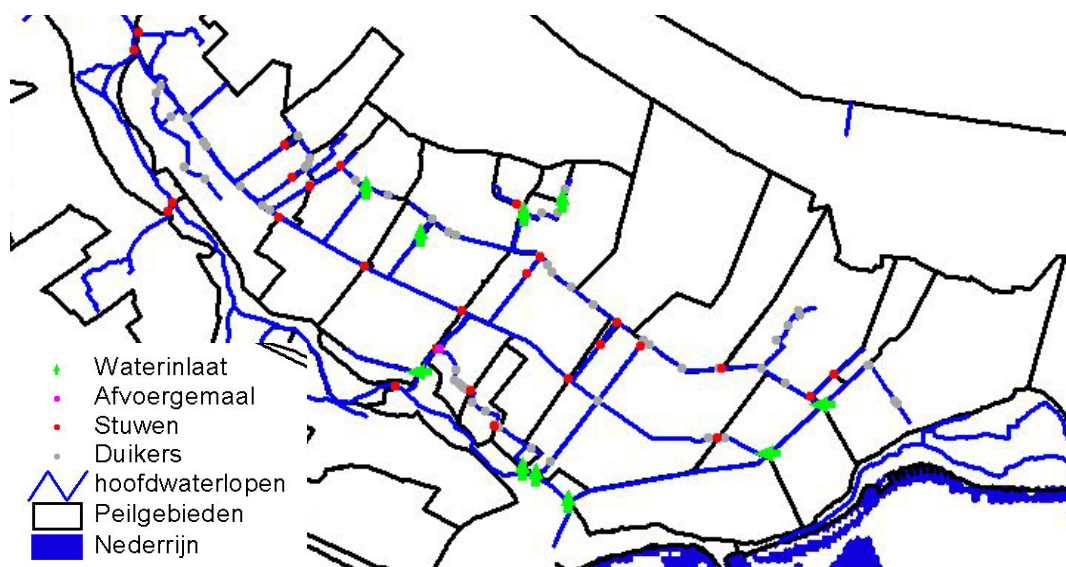 Waterinlaat
Afvoergemaal
Stuwen
Duikers
hoofdwaterlopen
Peilgebieden
Nederrijn